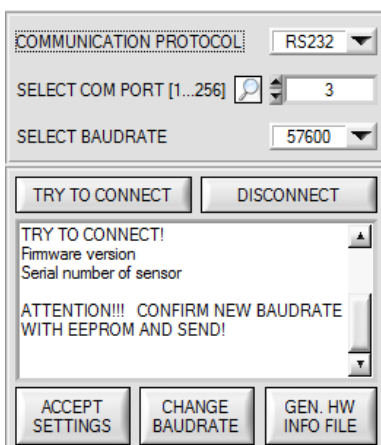 COMMUNICATION PROTOCOL RS232
SELECT COM PORT [1...256] 3
SELECT BAUDRATE 57600
TRY TO CONNECT DISCONNECT
TRY TO CONNECT!
Firmware version
Serial number of sensor
ATTENTION!!! CONFIRM NEW BAUDRATE
WITH EEPROM AND SEND!
ACCEPT CHANGE GEN. HW
SETTINGS BAUDRATE INFO FILE